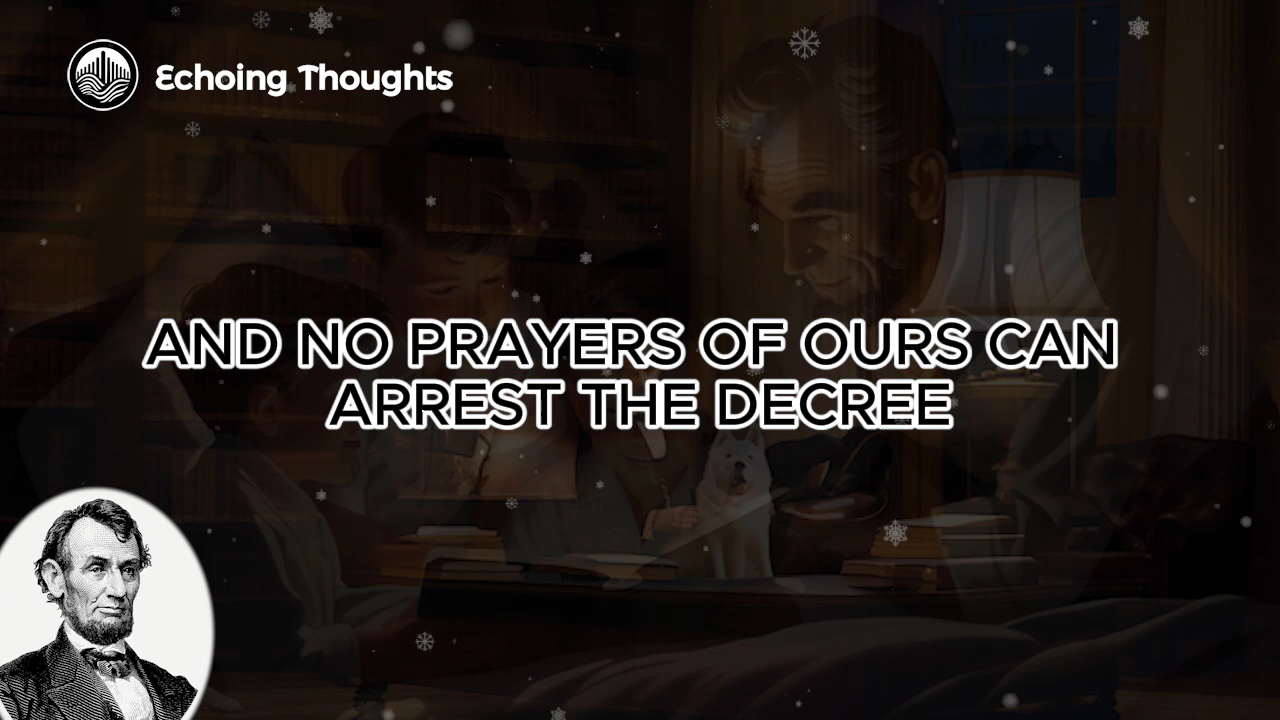 Echoing Thoughts
AND NO PRAYERS OF OURS CAN
ARREST THE DECREE